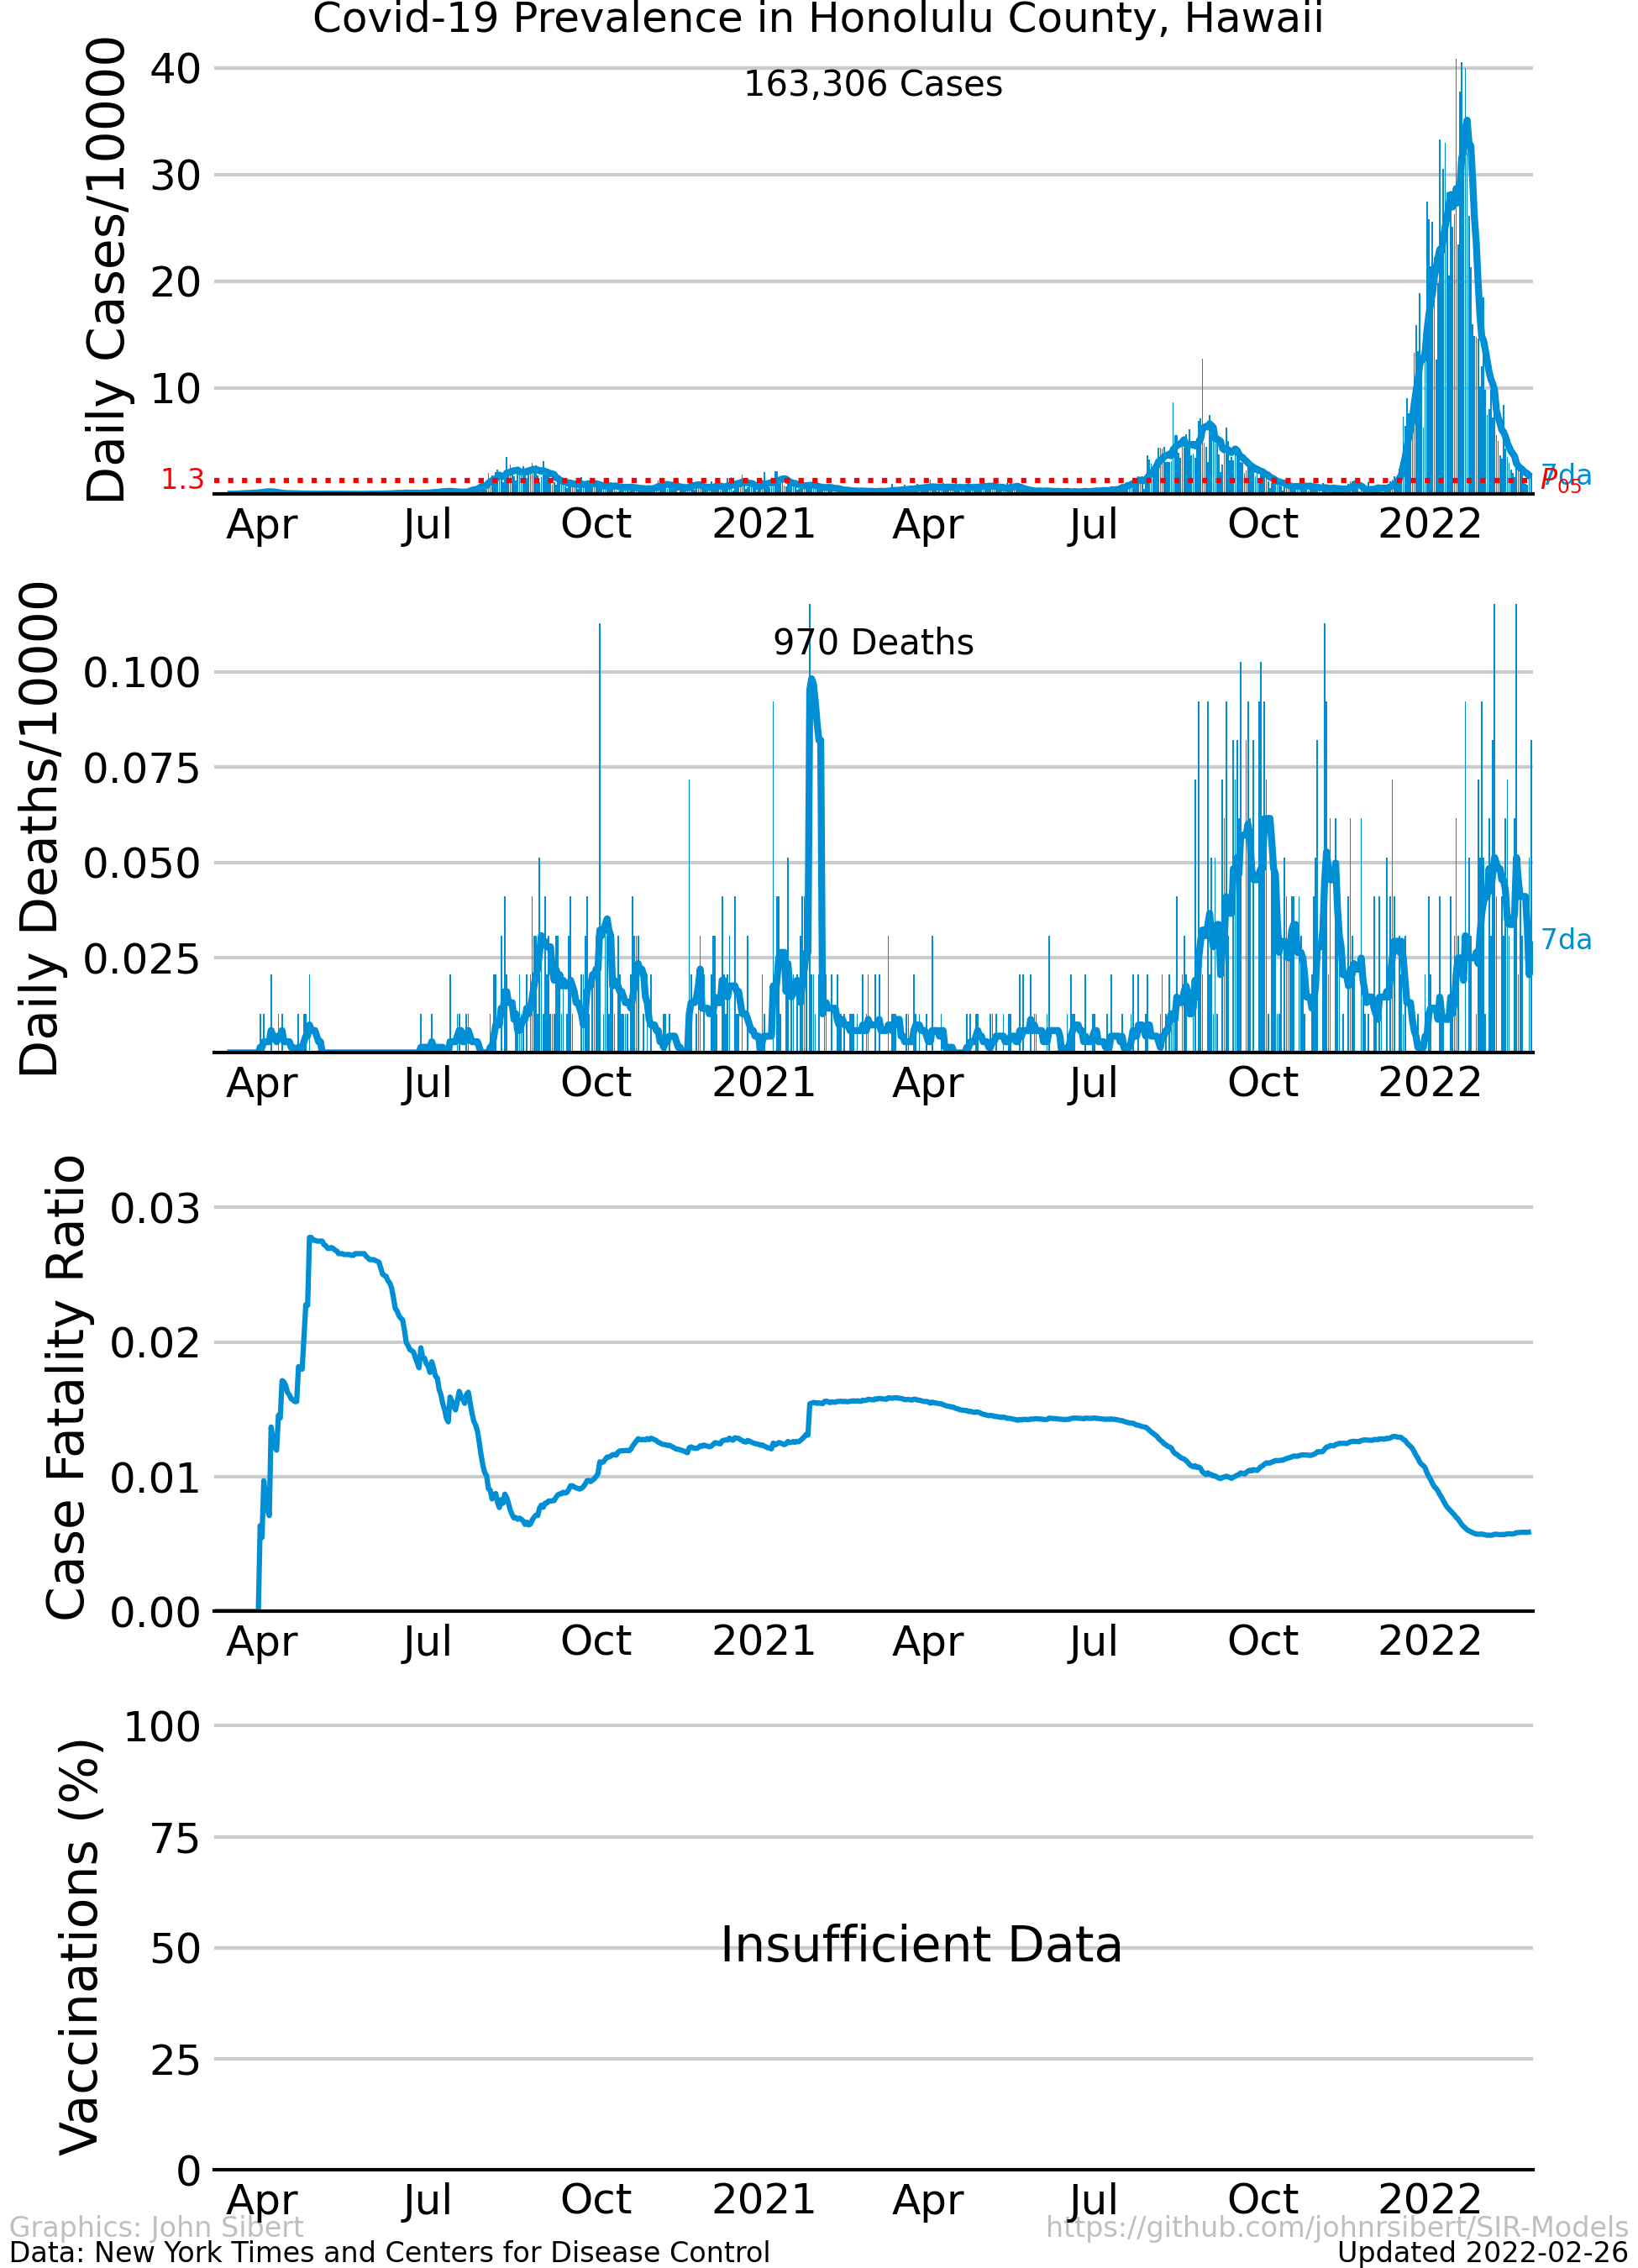 Covid-19 Prevalence in Honolulu County, Hawaii
Daily Cases/10000
40
30
20
10
1.3
163,306 Cases
7da
P05
Apr Jul Oct 2021 Apr Jul Oct 2022
Daily Deaths/10000
0.100
0.075
0.050
0.025
970 Deaths
7da
Apr Jul Oct 2021 Apr Jul Oct 2022
Case Fatality Ratio
0.03
0.02
0.01
0.00
Apr Jul Oct 2021 Apr Jul Oct 2022
Vaccinations (%)
100
75
50
25
0
Insufficient Data
Apr Jul Oct 2021 Apr Jul Oct 2022
Graphics: John Sibert https://github.com/johnrsibert/SIR-Models
Data: New York Times and Centers for Disease Control Updated 2022-02-26